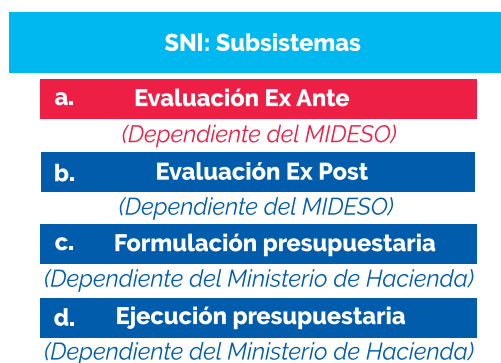 SNI: Subsistemas
a. Evaluación Ex Ante
(Dependiente del MIDESO)
b. Evaluación Ex Post
(Dependiente del MIDESO)
c. Formulación presupuestaria
(Dependiente del Ministerio de Hacienda)
d. Ejecución presupuestaria
(Dependiente del Ministerio de Hacienda)